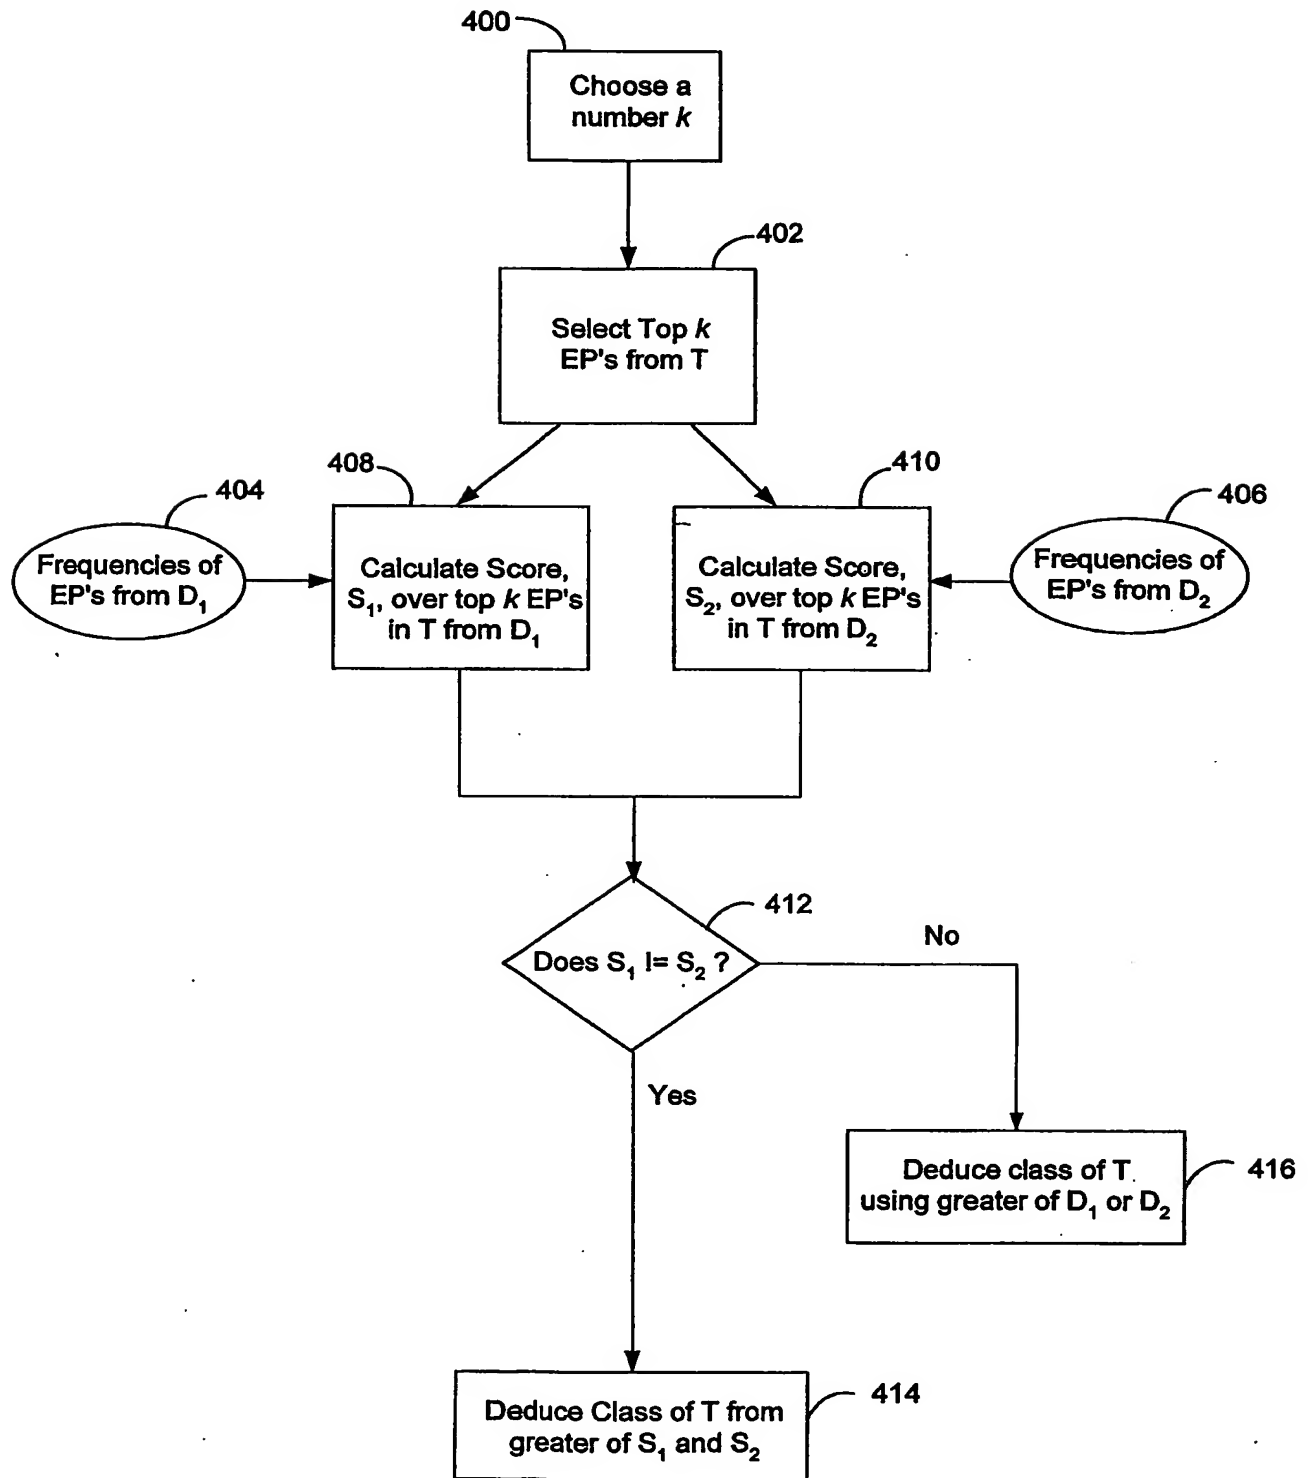 400
Choose a
number k
402
Select Top k
EP's from T
408
410
404
406
Frequencies of
EP's from D₁
Calculate Score,
S₁, over top k EP's
in T from D₁
Calculate Score,
S₂, over top k EP's
in T from D₂
Frequencies of
EP's from D₂
412
Does S₁ != S₂ ?
No
Yes
Deduce class of T
using greater of D₁ or D₂
416
414
Deduce Class of T from
greater of S₁ and S₂